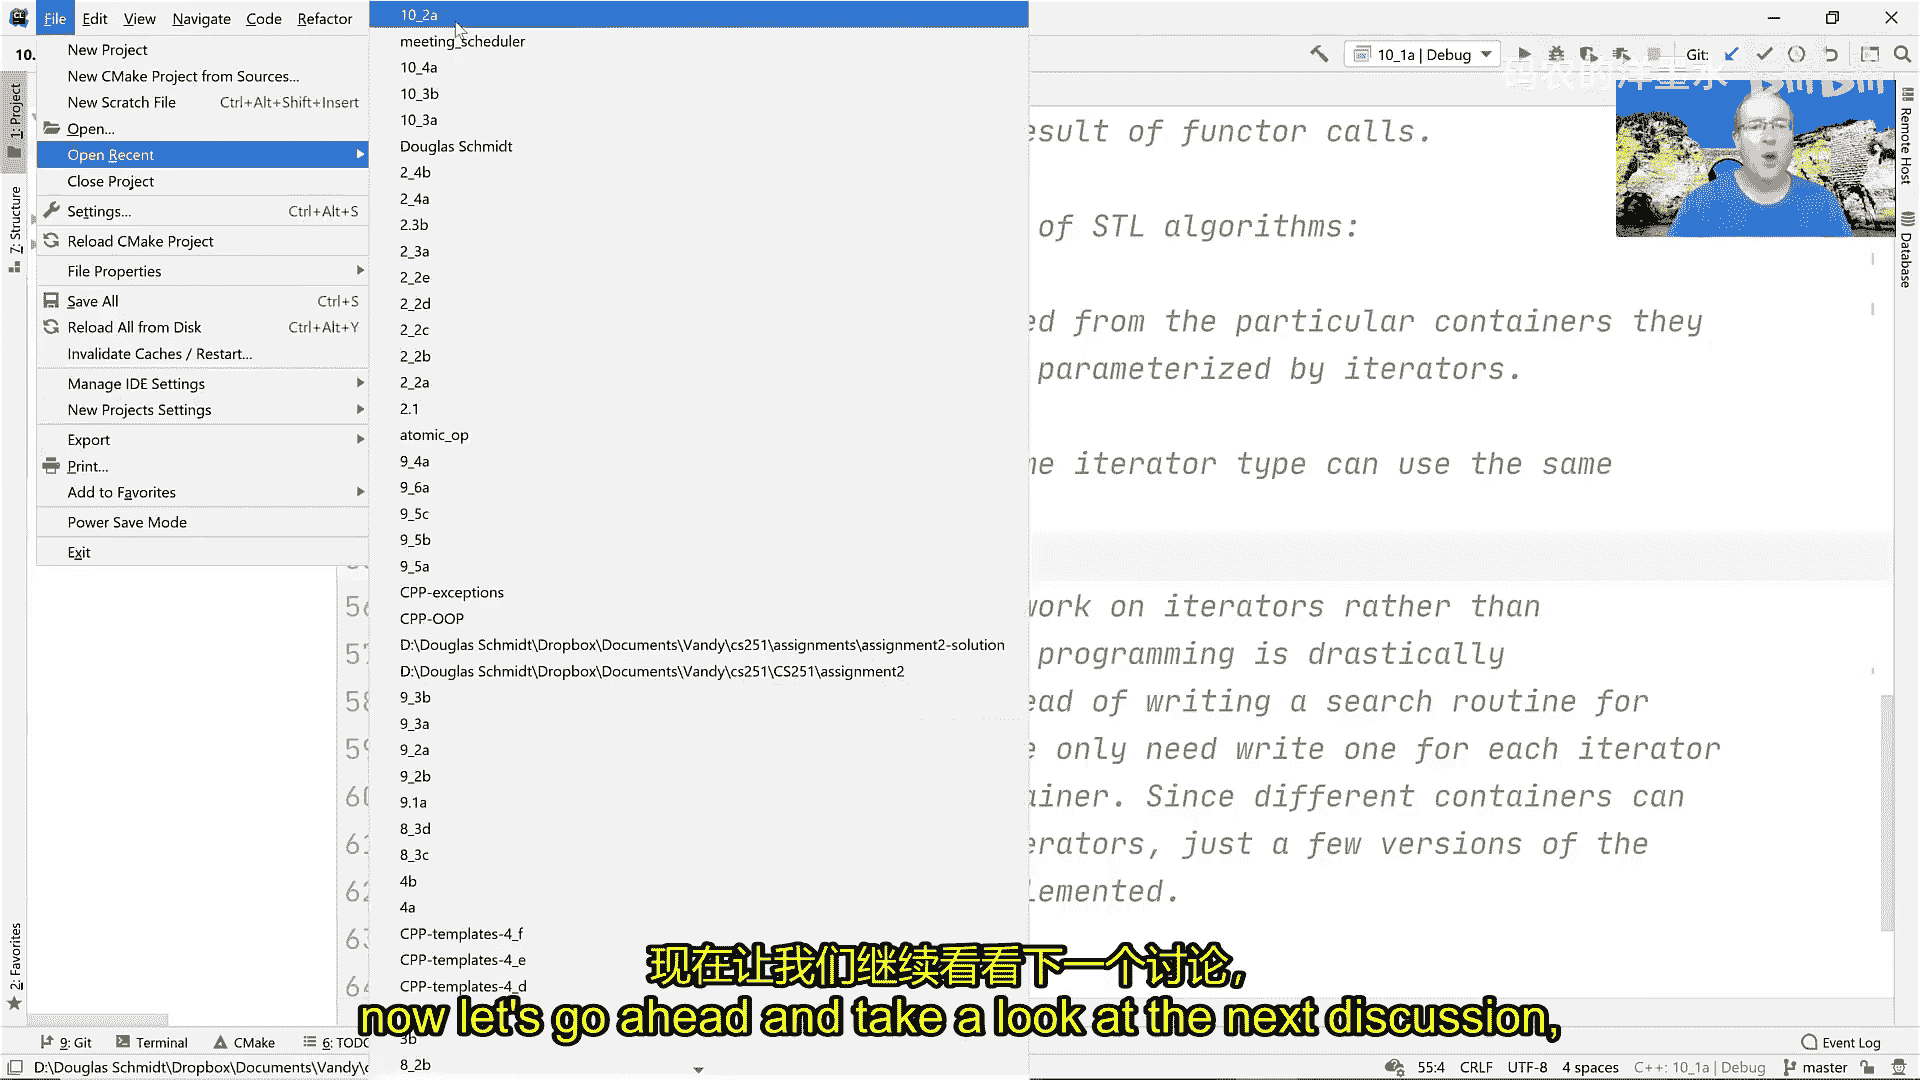 File Edit View Navigate Code Refactor
10.
10_1a | Debug
Git:
码农的洋垦水
New Project
New CMake Project from Sources...
New Scratch File Ctrl+Alt+Shift+Insert
Open...
Open Recent
Close Project
Settings... Ctrl+Alt+S
Reload CMake Project
File Properties
Save All Ctrl+S
Reload All from Disk Ctrl+Alt+Y
Invalidate Caches / Restart...
Manage IDE Settings
New Projects Settings
Export
Print...
Add to Favorites
Power Save Mode
Exit
10_2a
meeting_scheduler
10_4a
10_3b
10_3a
Douglas Schmidt
2_4b
2_4a
2.3b
2_3a
2_2e
2_2d
2_2c
2_2b
2_2a
2.1
atomic_op
9_4a
9_6a
9_5c
9_5b
9_5a
CPP-exceptions
CPP-OOP
D:\Douglas Schmidt\Dropbox\Documents\Vandy\cs251\assignments\assignment2-solution
D:\Douglas Schmidt\Dropbox\Documents\Vandy\cs251\CS251\assignment2
9_3b
9_3a
9_2a
9_2b
9.1a
8_3d
8_3c
4b
4a
CPP-templates-4_f
CPP-templates-4_e
CPP-templates-4_d
3b
8_2b
esult of functor calls.
of STL algorithms:
ed from the particular containers they
parameterized by iterators.
me iterator type can use the same
work on iterators rather than
programming is drastically
ead of writing a search routine for
e only need write one for each iterator
ainer. Since different containers can
erators, just a few versions of the
lemented.
1: Project
7: Structure
2: Favorites
Remote Host
Database
现在让我们继续看看下一个讨论，
now let's go ahead and take a look at the next discussion,
9: Git Terminal CMake 6: TODO
Event Log
D:\Douglas Schmidt\Dropbox\Documents\Vandy\c
55:4 CRLF UTF-8 4 spaces C++: 10_1a | Debug master